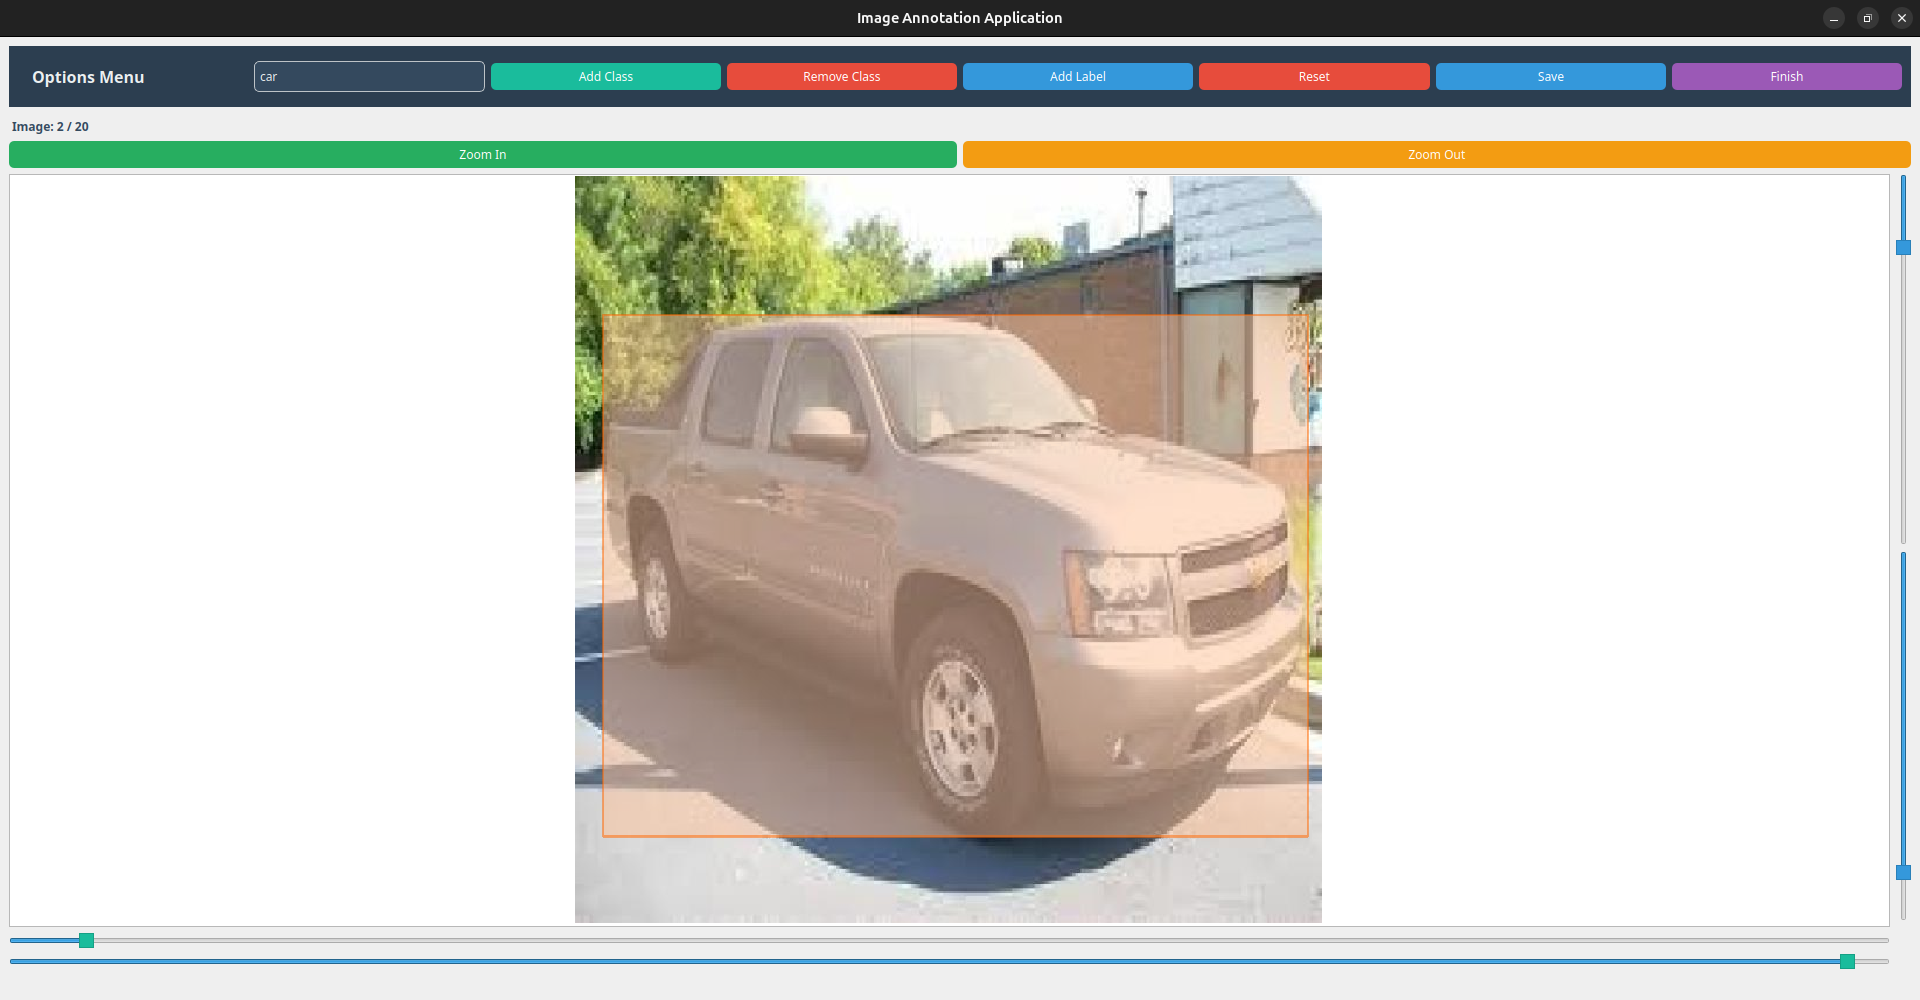 Image Annotation Application
Options Menu
car
Add Class
Remove Class
Add Label
Reset
Save
Finish
Image: 2 / 20
Zoom In
Zoom Out